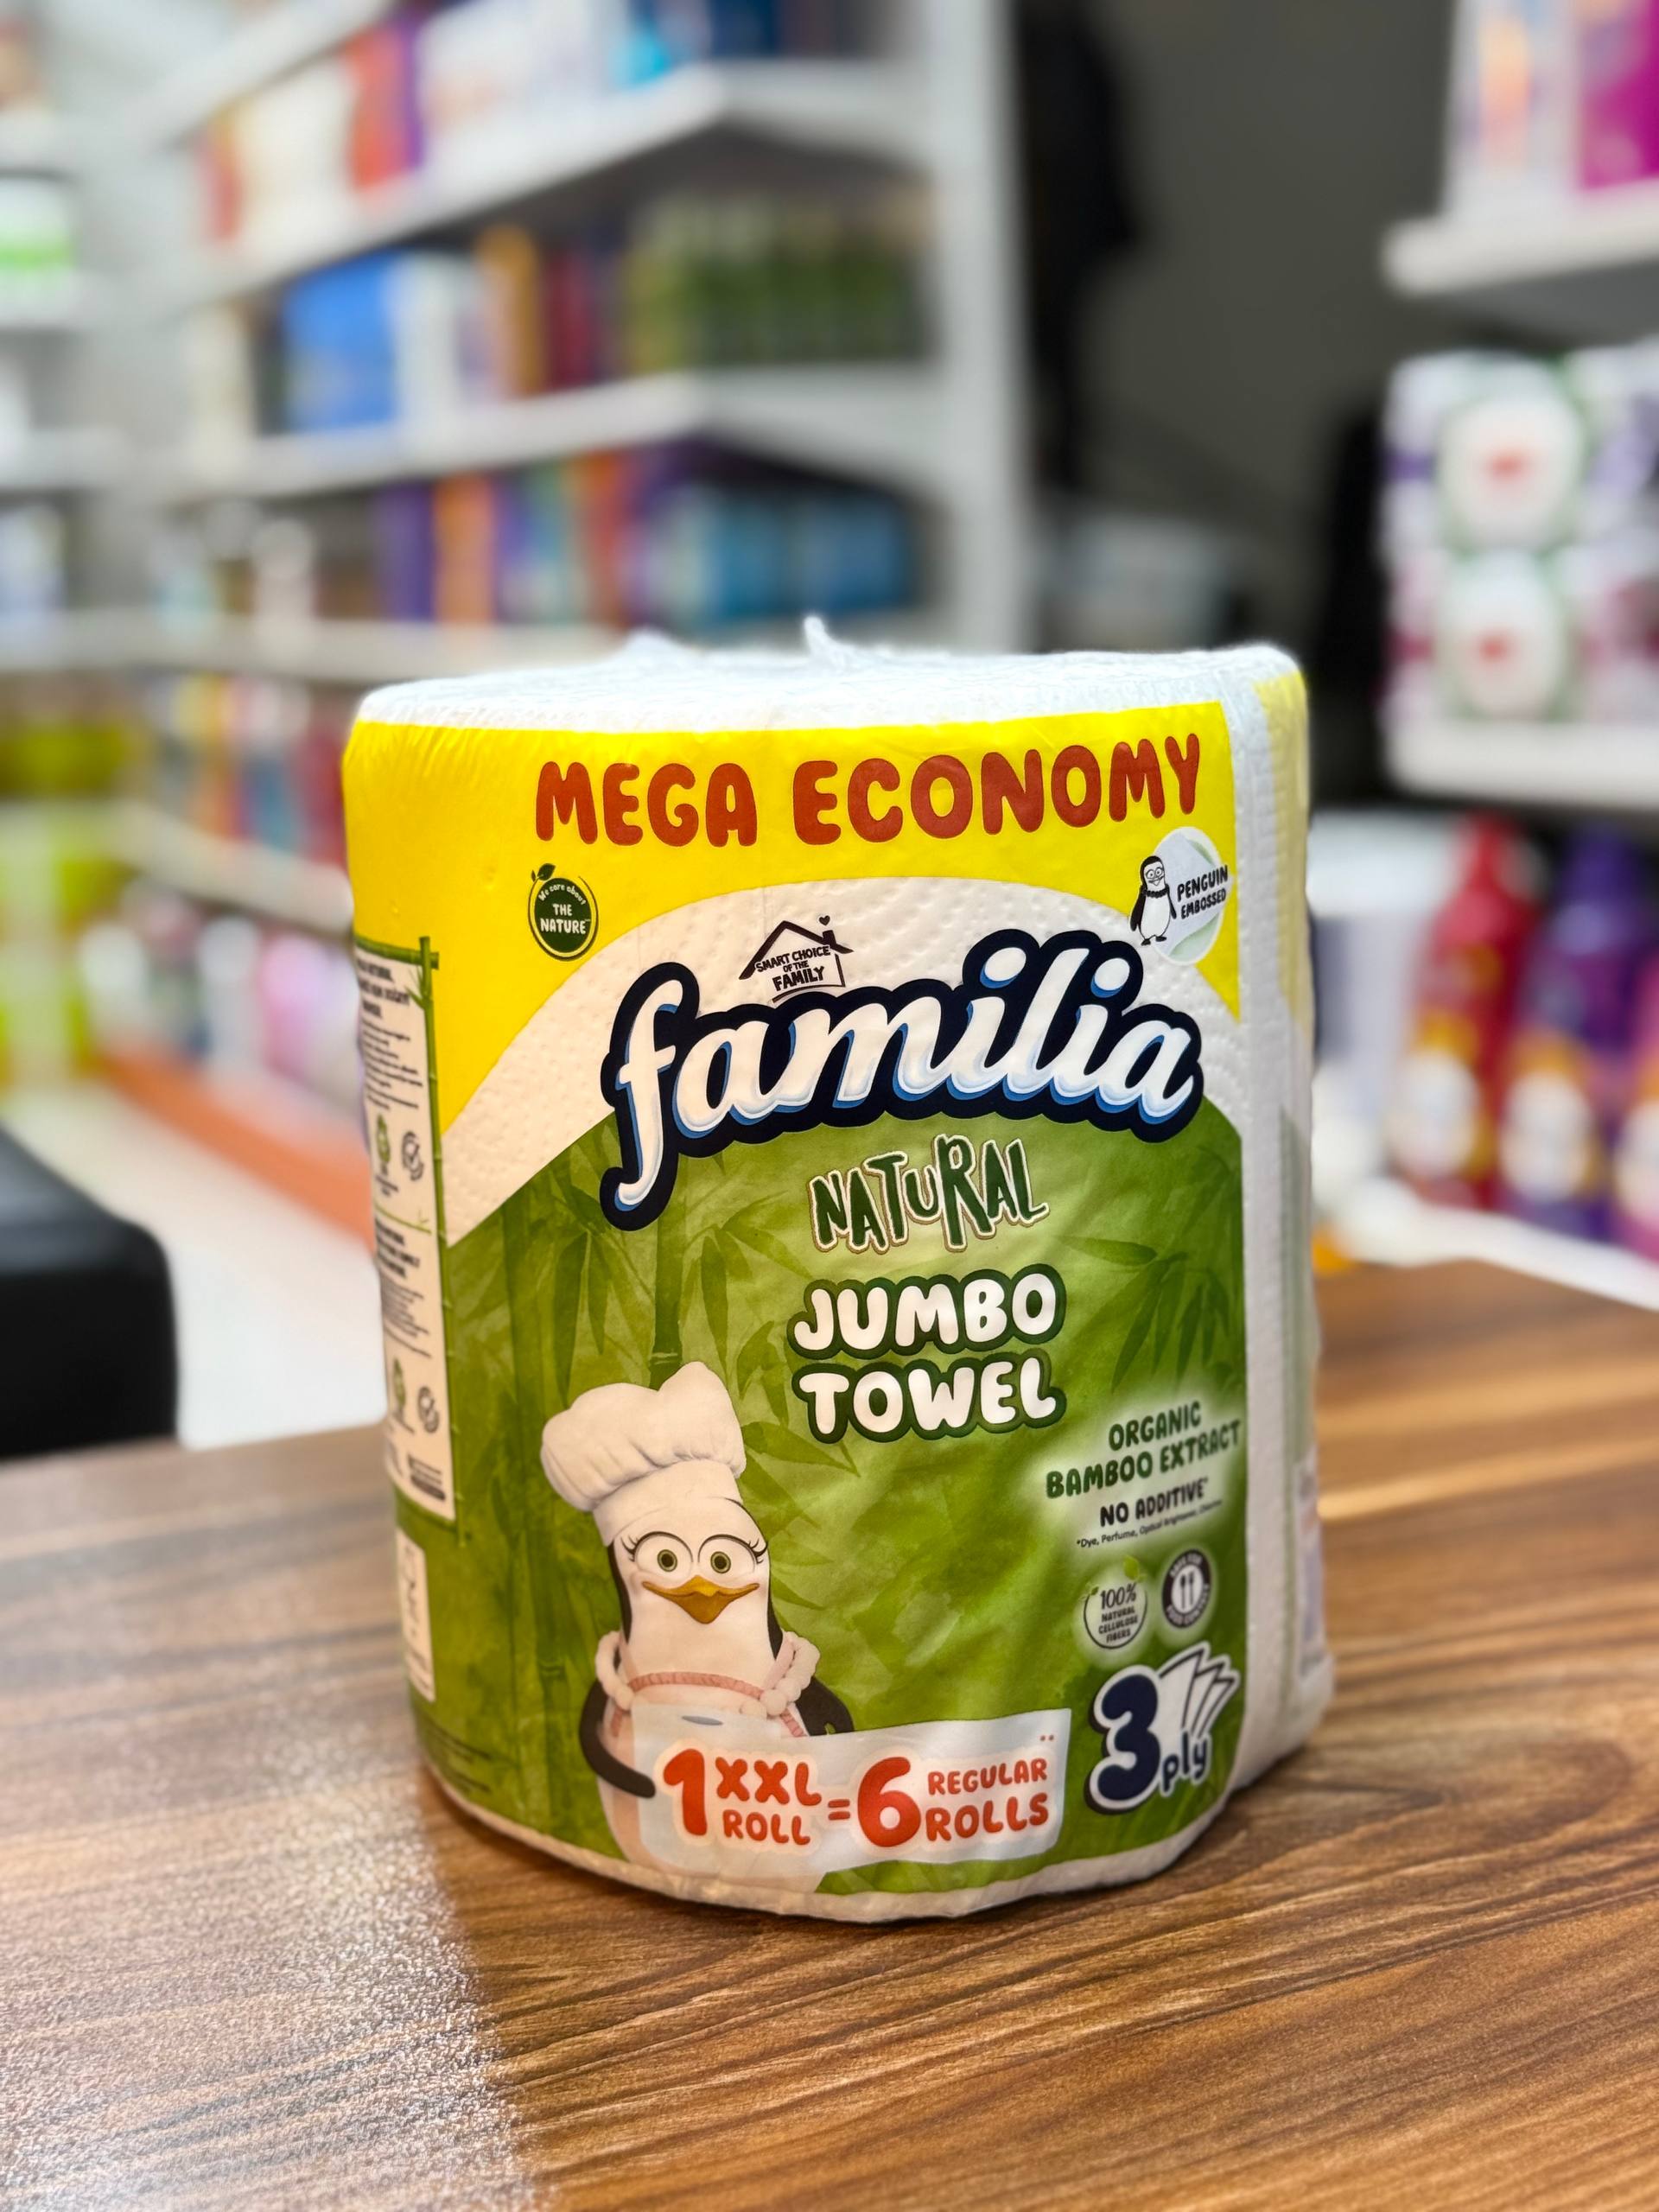 MEGA ECONOMY
We care about
THE
NATURE
PENGUIN
EMBOSSED
SMART CHOICE
OF THE
FAMILY
familia
NATURAL
JUMBO
TOWEL
ORGANIC
BAMBOO EXTRACT
NO ADDITIVE*
*Dye, Perfume, Optical Brightener, Chlorine
100%
NATURAL
CELLULOSE
FIBERS
3
ply
1 XXL ROLL = 6 REGULAR ROLLS